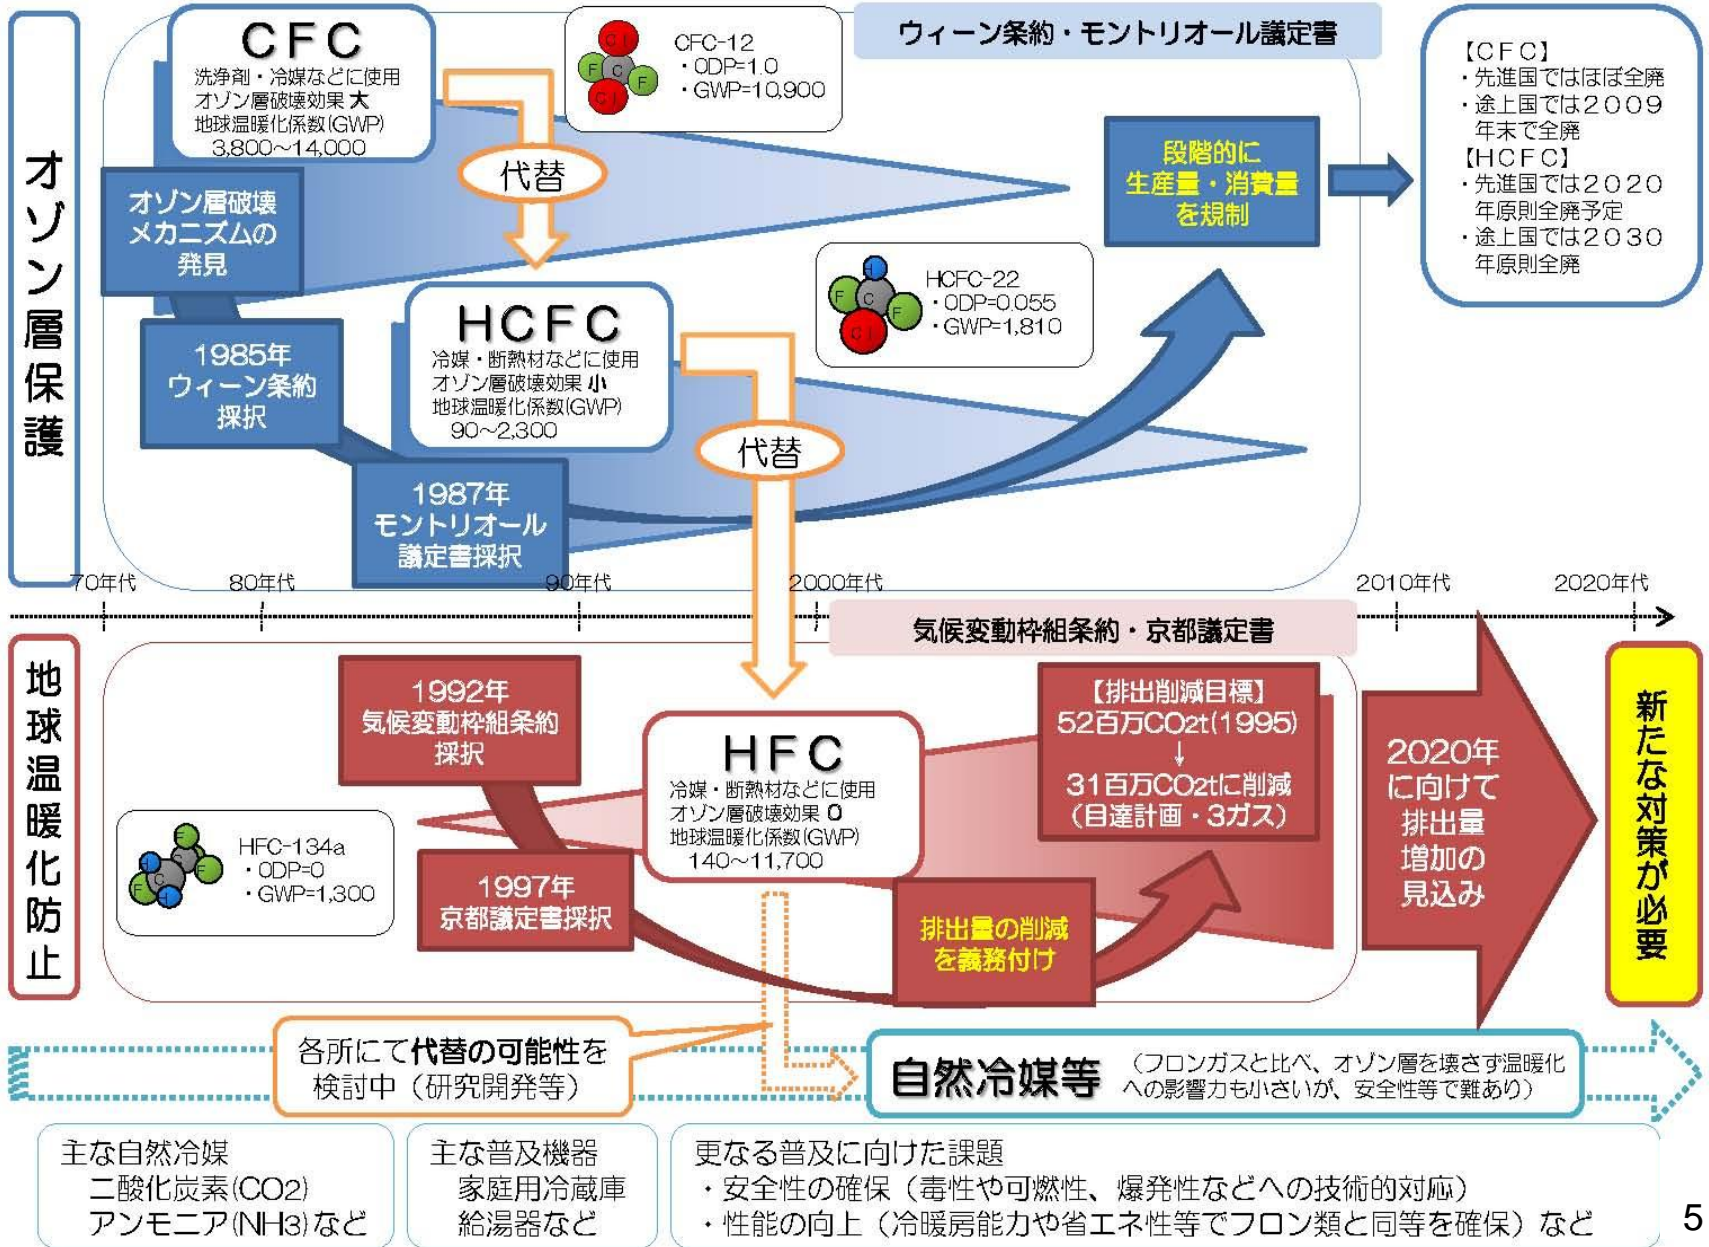 オゾン層保護
CFC
洗浄剤・冷媒などに使用
オゾン層破壊効果 大
地球温暖化係数(GWP)
3,800～14,000
代替
Cl
F
C
F
Cl
CFC-12
・ODP=1.0
・GWP=10,900
ウィーン条約・モントリオール議定書
【CFC】
・先進国ではほぼ全廃
・途上国では2009
年末で全廃
【HCFC】
・先進国では2020
年原則全廃予定
・途上国では2030
年原則全廃
段階的に
生産量・消費量
を規制
オゾン層破壊
メカニズムの
発見
1985年
ウィーン条約
採択
1987年
モントリオール
議定書採択
HCFC
冷媒・断熱材などに使用
オゾン層破壊効果 小
地球温暖化係数(GWP)
90～2,300
代替
H
F
C
F
Cl
HCFC-22
・ODP=0.055
・GWP=1,810
70年代
80年代
90年代
2000年代
2010年代
2020年代
地球温暖化防止
気候変動枠組条約・京都議定書
1992年
気候変動枠組条約
採択
1997年
京都議定書採択
HFC
冷媒・断熱材などに使用
オゾン層破壊効果 0
地球温暖化係数(GWP)
140～11,700
F
F
C
H
C
F
F
H
HFC-134a
・ODP=0
・GWP=1,300
【排出削減目標】
52百万CO2t(1995)
↓
31百万CO2tに削減
（目達計画・3ガス）
排出量の削減
を義務付け
2020年
に向けて
排出量
増加の
見込み
新たな対策が必要
各所にて代替の可能性を
検討中（研究開発等）
自然冷媒等
（フロンガスと比べ、オゾン層を壊さず温暖化
への影響力も小さいが、安全性等で難あり）
主な自然冷媒
二酸化炭素(CO2)
アンモニア(NH3)など
主な普及機器
家庭用冷蔵庫
給湯器など
更なる普及に向けた課題
・安全性の確保（毒性や可燃性、爆発性などへの技術的対応）
・性能の向上（冷暖房能力や省エネ性等でフロン類と同等を確保）など
5